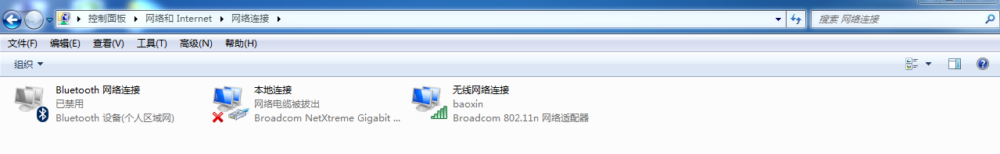 控制面板 网络和 Internet 网络连接
搜索 网络连接
文件(F) 编辑(E) 查看(V) 工具(T) 高级(N) 帮助(H)
组织
Bluetooth 网络连接
已禁用
Bluetooth 设备(个人区域网)
本地连接
网络电缆被拔出
Broadcom NetXtreme Gigabit ...
无线网络连接
baoxin
Broadcom 802.11n 网络适配器